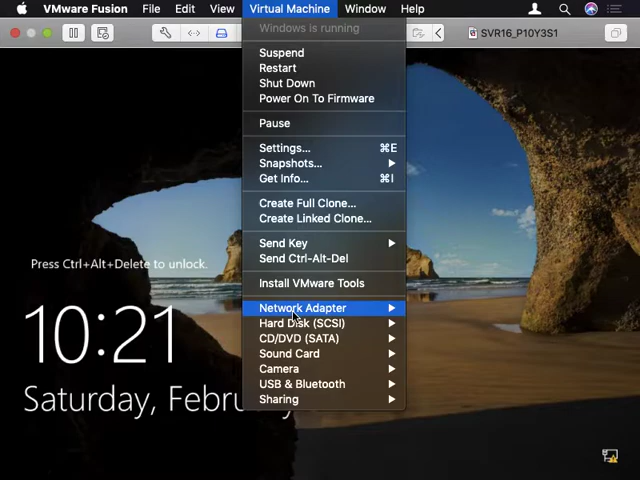 VMware Fusion File Edit View Virtual Machine Window Help
SVR16_P10Y3S1
Windows is running
Suspend
Restart
Shut Down
Power On To Firmware
Pause
Settings... ⌘E
Snapshots...
Get Info... ⌘I
Create Full Clone...
Create Linked Clone...
Send Key
Send Ctrl-Alt-Del
Install VMware Tools
Network Adapter
Hard Disk (SCSI)
CD/DVD (SATA)
Sound Card
Camera
USB & Bluetooth
Sharing
Press Ctrl+Alt+Delete to unlock.
10:21
Saturday,